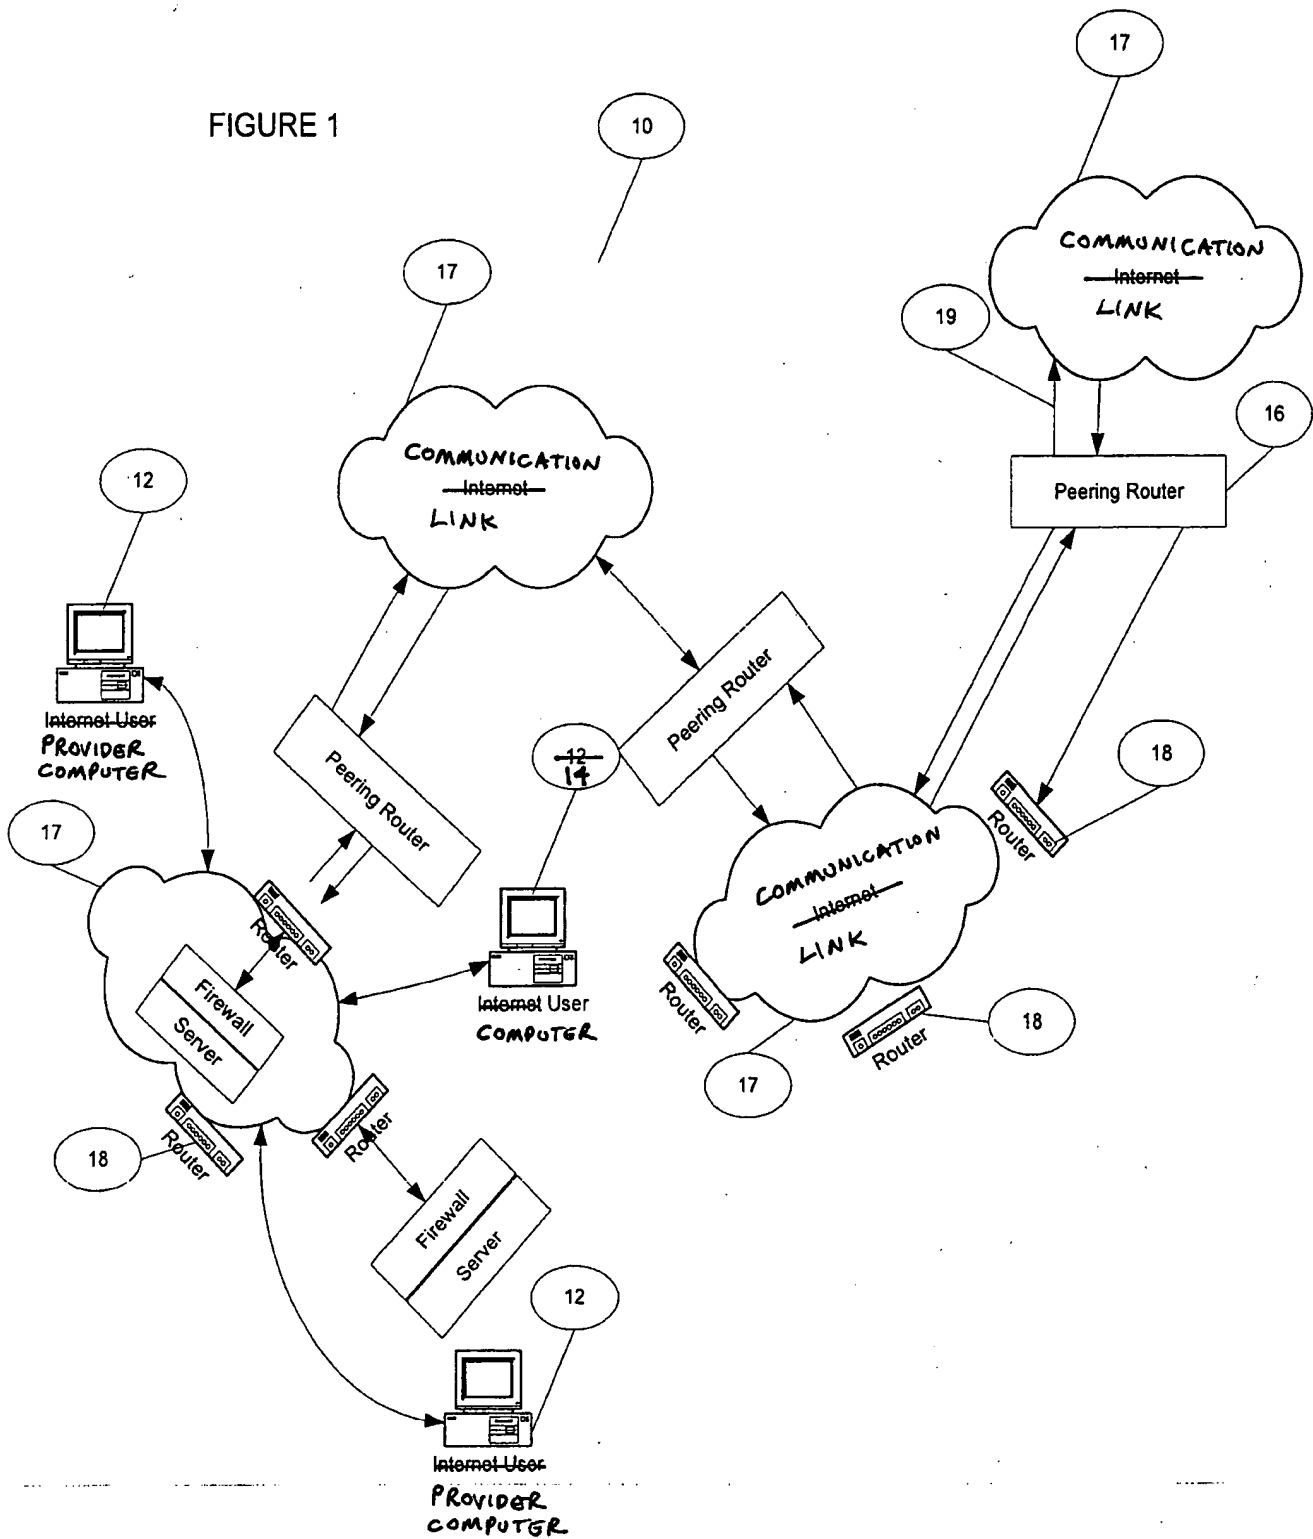 17
FIGURE 1
10
COMMUNICATION
Internet
LINK
17
19
16
COMMUNICATION
Internet
LINK
12
Peering Router
Internet User
PROVIDER
COMPUTER
Peering Router
12
14
18
Peering Router
Router
17
COMMUNICATION
Internet
LINK
Router
Firewall
Server
Internet User
COMPUTER
Router
Router
18
17
Router
18
Router
Firewall
Server
12
Internet User
PROVIDER
COMPUTER